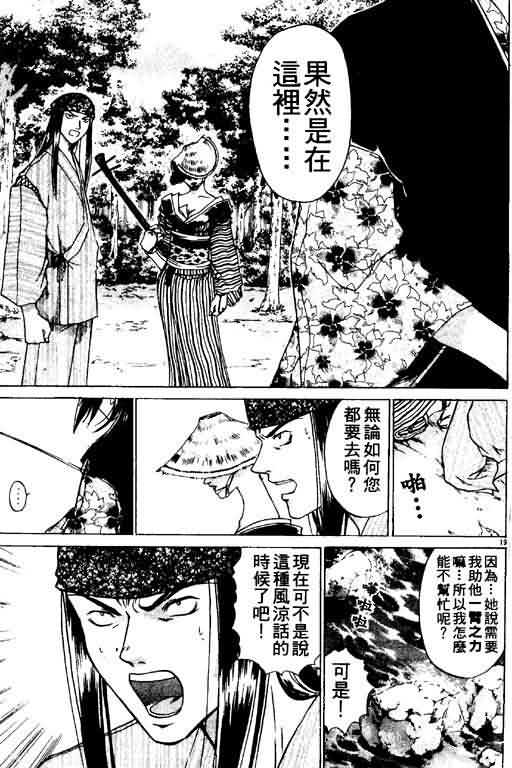 果然是在
這裡……
啪…
無論如何您
都要去嗎?
……
因為…她說需要
我助他一臂之力
嘛…所以我怎麼
能不幫忙呢?
可是!
現在可不是說
這種風涼話的
時候了吧!
19